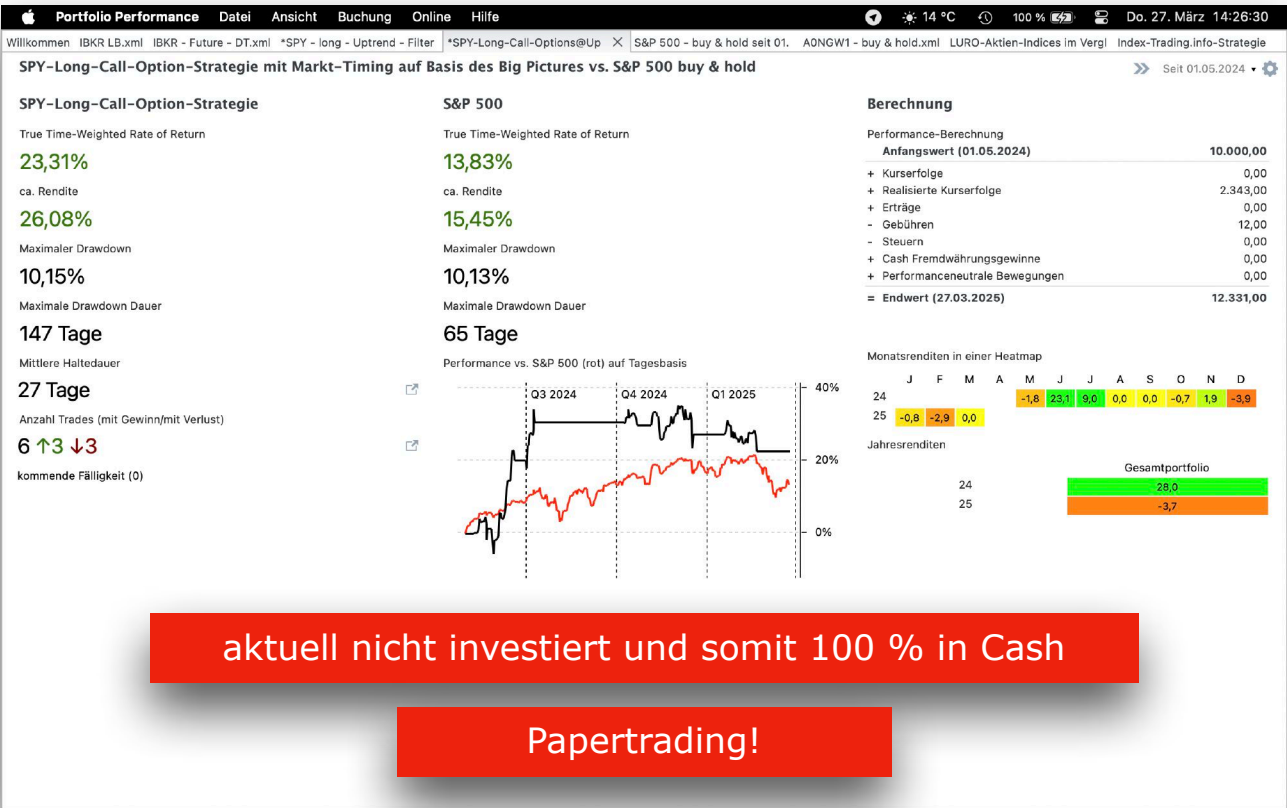 Portfolio Performance Datei Ansicht Buchung Online Hilfe 14 °C 100 % Do. 27. März 14:26:30
Willkommen IBKR LB.xml IBKR - Future - DT.xml *SPY - long - Uptrend - Filter *SPY-Long-Call-Options@Up S&P 500 - buy & hold seit 01. A0NGW1 - buy & hold.xml LURO-Aktien-Indices im Vergl Index-Trading.info-Strategie
SPY-Long-Call-Option-Strategie mit Markt-Timing auf Basis des Big Pictures vs. S&P 500 buy & hold
Seit 01.05.2024
SPY-Long-Call-Option-Strategie
True Time-Weighted Rate of Return
23,31%
ca. Rendite
26,08%
Maximaler Drawdown
10,15%
Maximale Drawdown Dauer
147 Tage
Mittlere Haltedauer
27 Tage
Anzahl Trades (mit Gewinn/mit Verlust)
6 ↑3 ↓3
kommende Fälligkeit (0)
S&P 500
True Time-Weighted Rate of Return
13,83%
ca. Rendite
15,45%
Maximaler Drawdown
10,13%
Maximale Drawdown Dauer
65 Tage
Performance vs. S&P 500 (rot) auf Tagesbasis
Q3 2024 Q4 2024 Q1 2025
40%
20%
0%
Berechnung
Performance-Berechnung
Anfangswert (01.05.2024) 10.000,00
+ Kurserfolge 0,00
+ Realisierte Kurserfolge 2.343,00
+ Erträge 0,00
- Gebühren 12,00
- Steuern 0,00
+ Cash Fremdwährungsgewinne 0,00
+ Performanceneutrale Bewegungen 0,00
= Endwert (27.03.2025) 12.331,00
Monatsrenditen in einer Heatmap
J F M A M J J A S O N D
24 -1,8 23,1 9,0 0,0 0,0 -0,7 1,9 -3,9
25 -0,8 -2,9 0,0
Jahresrenditen
Gesamtportfolio
24 28,0
25 -3,7
aktuell nicht investiert und somit 100 % in Cash
Papertrading!